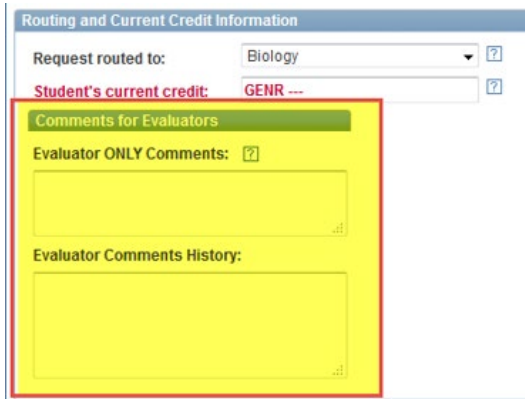 Routing and Current Credit Information
Request routed to: Biology ?
Student's current credit: GENR --- ?
Comments for Evaluators
Evaluator ONLY Comments: ?
Evaluator Comments History: